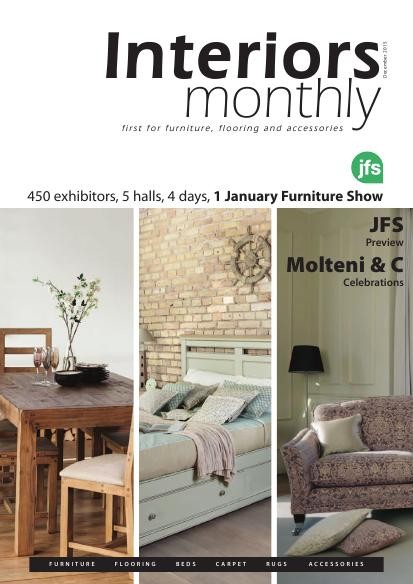 Interiors
December 2015
monthly
first for furniture, flooring and accessories
jfs
450 exhibitors, 5 halls, 4 days, 1 January Furniture Show
JFS
Preview
Molteni & C
Celebrations
FURNITURE FLOORING BEDS CARPET RUGS ACCESSORIES